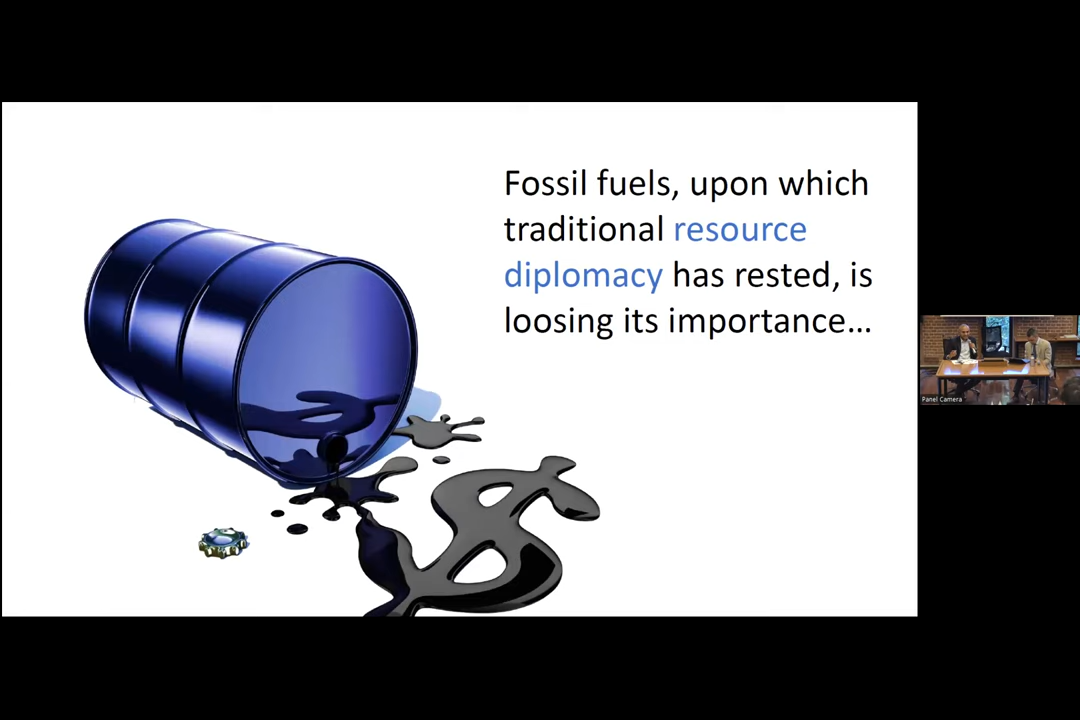 Fossil fuels, upon which
traditional resource
diplomacy has rested, is
loosing its importance...
Panel Camera